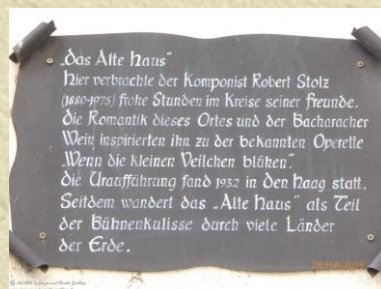 „das Alte haus“
hier verbrachte der Komponist Robert Stolz
(1880-1975) frohe Stunden im Kreise seiner Freunde.
die Romantik dieses Ortes und der Bacharacher
Wein inspirierten ihn zu der bekannten Operette
„Wenn die kleinen Veilchen blühen“.
die Uraufführung fand 1932 in den Haag statt.
Seitdem wandert das „Alte Haus“ als Teil
der Bühnenkulisse durch viele Länder
der Erde.